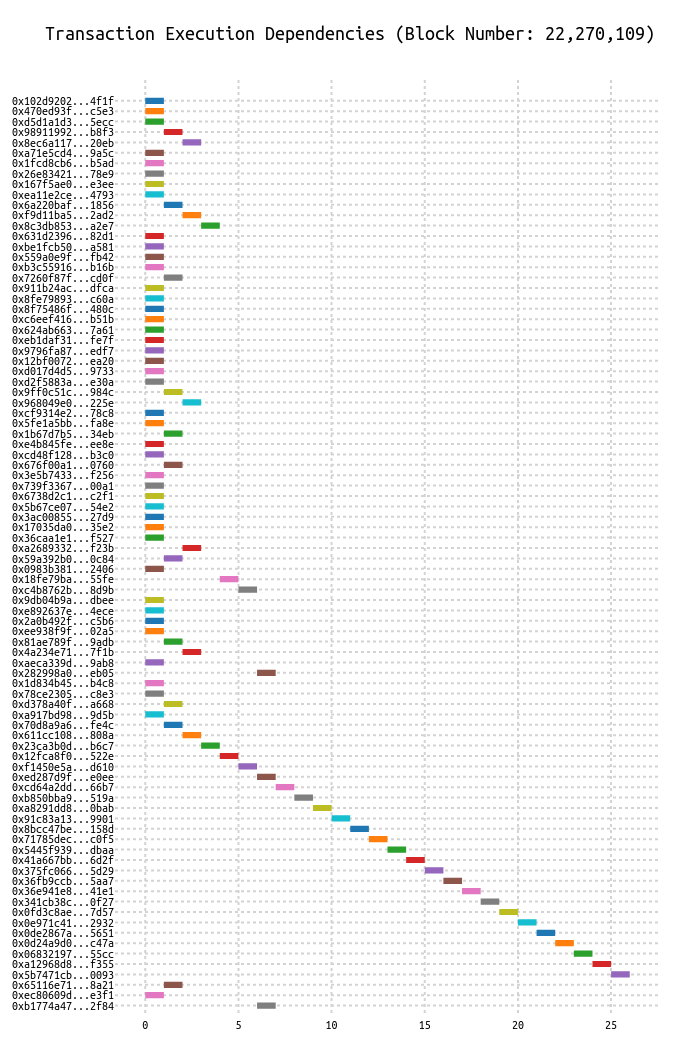 Transaction Execution Dependencies (Block Number: 22,270,109)
0x102d9202...4f1f
0x470ed93f...c5e3
0xd5d1a1d3...5ecc
0x98911992...b8f3
0x8ec6a117...20eb
0xa71e5cd4...9a5c
0x1fcd8cb6...b5ad
0x26e83421...78e9
0x167f5ae0...e3ee
0xea11e2ce...4793
0x6a220baf...1856
0xf9d11ba5...2ad2
0x8c3db853...a2e7
0x631d2396...82d1
0xbe1fcb50...a581
0x559a0e9f...fb42
0xb3c55916...b16b
0x7260f87f...cd0f
0x911b24ac...dfca
0x8fe79893...c60a
0x8f75486f...480c
0xc6eef416...b51b
0x624ab663...7a61
0xeb1daf31...fe7f
0x9796fa87...edf7
0x12bf0072...ea20
0xd017d4d5...9733
0xd2f5883a...e30a
0x9ff0c51c...984c
0x968049e0...225e
0xcf9314e2...78c8
0x5fe1a5bb...fa8e
0x1b67d7b5...34eb
0xe4b845fe...ee8e
0xcd48f128...b3c0
0x676f00a1...0760
0x3e5b7433...f256
0x739f3367...00a1
0x6738d2c1...c2f1
0x5b67ce07...54e2
0x3ac00855...27d9
0x17035da0...35e2
0x36caa1e1...f527
0xa2689332...f23b
0x59a392b0...0c84
0x0983b381...2406
0x18fe79ba...55fe
0xc4b8762b...8d9b
0x9db04b9a...dbee
0xe892637e...4ece
0x2a0b492f...c5b6
0xee938f9f...02a5
0x81ae789f...9adb
0x4a234e71...7f1b
0xaeca339d...9ab8
0x282998a0...eb05
0x1d834b45...b4c8
0x78ce2305...c8e3
0xd378a40f...a668
0xa917bd98...9d5b
0x70d8a9a6...fe4c
0x611cc108...808a
0x23ca3b0d...b6c7
0x12fca8f0...522e
0xf1450e5a...d610
0xed287d9f...e0ee
0xcd64a2dd...66b7
0xb850bba9...519a
0xa8291dd8...0bab
0x91c83a13...9901
0x8bcc47be...158d
0x71785dec...c0f5
0x5445f939...dbaa
0x41a667bb...6d2f
0x375fc066...5d29
0x36fb9ccb...5aa7
0x36e941e8...41e1
0x341cb38c...0f27
0x0fd3c8ae...7d57
0x0e971c41...2932
0x0de2867a...5651
0x0d24a9d0...c47a
0x06832197...55cc
0xa12968d8...f355
0x5b7471cb...0093
0x65116e71...8a21
0xec80609d...e3f1
0xb1774a47...2f84
0 5 10 15 20 25